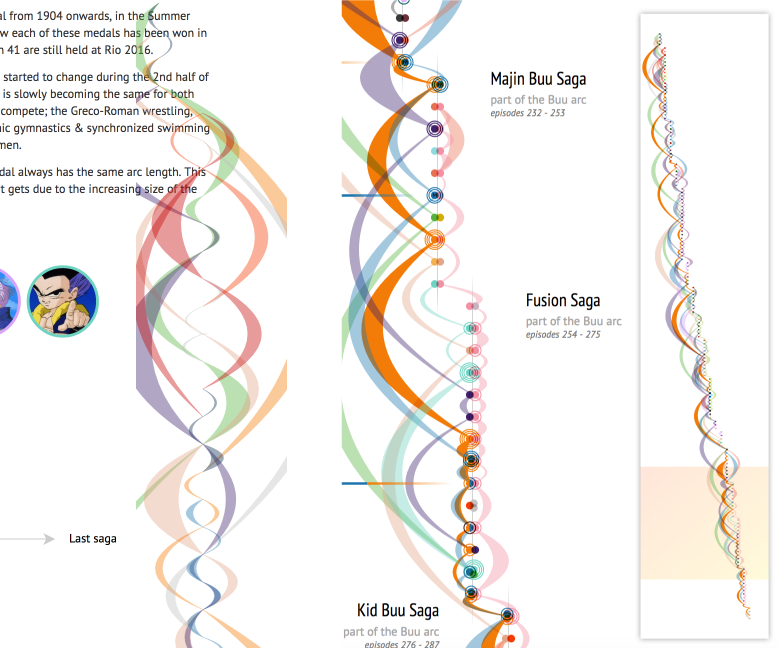 al from 1904 onwards, in the Summer
w each of these medals has been won in
n 41 are still held at Rio 2016.
started to change during the 2nd half of
is slowly becoming the same for both
compete; the Greco-Roman wrestling,
nic gymnastics & synchronized swimming
men.
dal always has the same arc length. This
t gets due to the increasing size of the
Last saga
Majin Buu Saga
part of the Buu arc
episodes 232 - 253
Fusion Saga
part of the Buu arc
episodes 254 - 275
Kid Buu Saga
part of the Buu arc
episodes 276 - 287